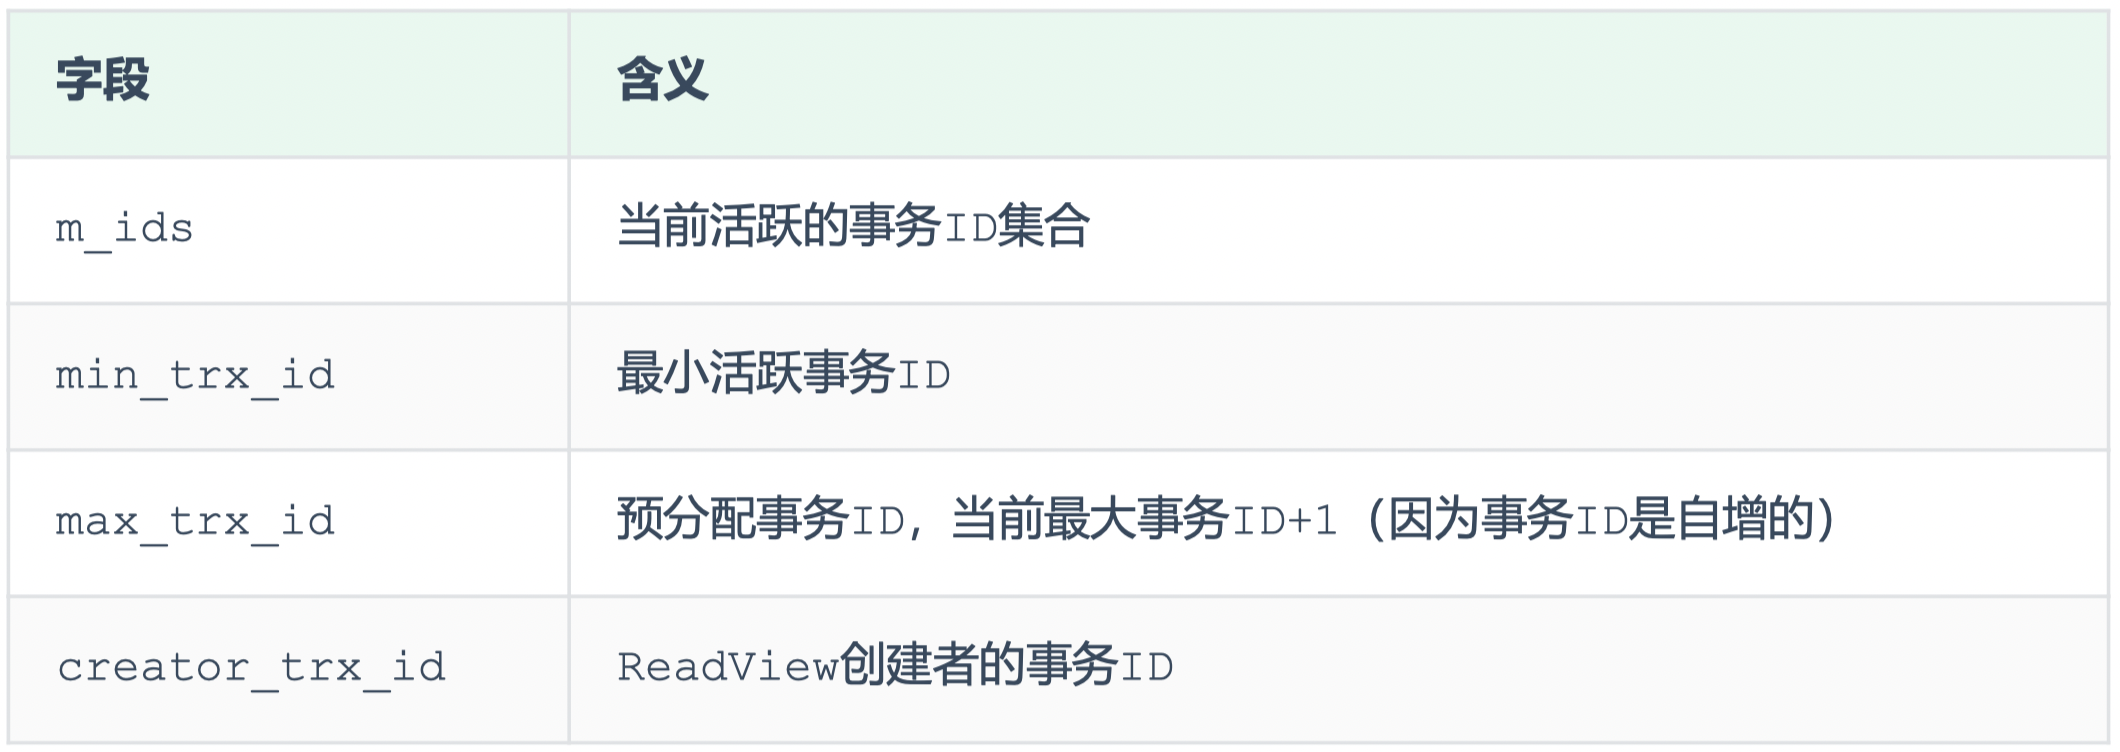 字段 含义
m_ids 当前活跃的事务ID集合
min_trx_id 最小活跃事务ID
max_trx_id 预分配事务ID，当前最大事务ID+1（因为事务ID是自增的）
creator_trx_id ReadView创建者的事务ID